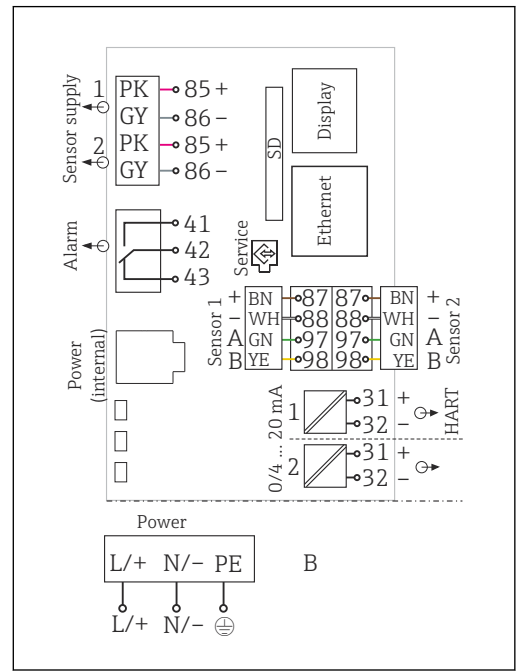 Sensor supply
1 PK 85 +
GY 86 –
2 PK 85 +
GY 86 –
Display
SD
Ethernet
Alarm
41
42
43
Service
Power
(internal)
Sensor 1
+ BN 87 87 BN +
– WH 88 88 WH –
A GN 97 97 GN A
B YE 98 98 YE B
Sensor 2
0/4 ... 20 mA
1 31 +
32 –
HART
2 31 +
32 –
Power
L/+ N/– PE
B
L/+ N/–